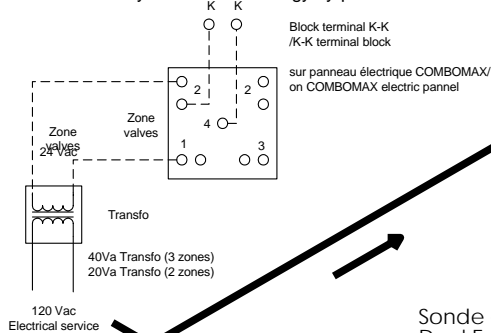 K K
Block terminal K-K
/K-K terminal block
sur panneau électrique COMBOMAX/
on COMBOMAX electric pannel
2 2
4
Zone
valves
24 Vac
Zone
valves
1 3
Transfo
40Va Transfo (3 zones)
20Va Transfo (2 zones)
120 Vac
Electrical service
Sonde